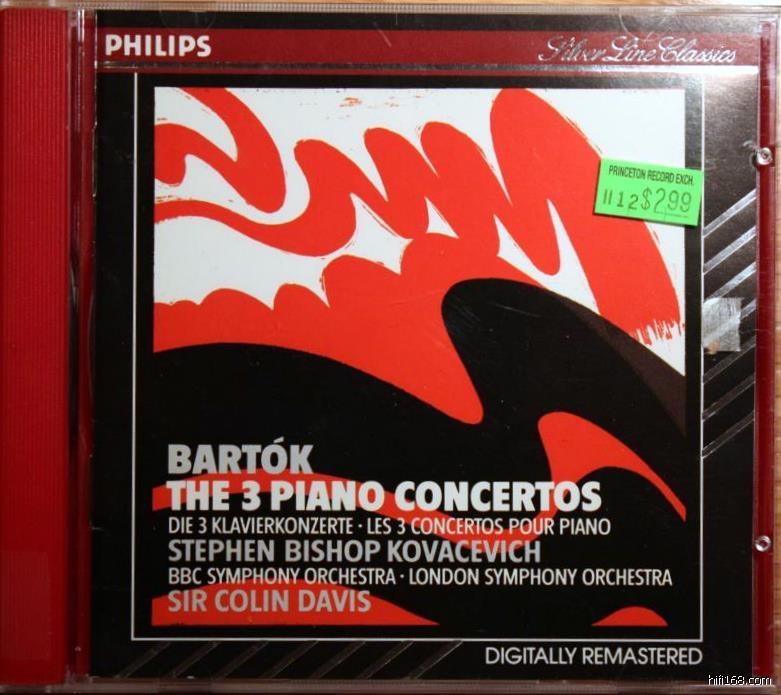 PHILIPS
Silver Line Classics
PRINCETON RECORD EXCH.
1112 $2.99
BARTÓK
THE 3 PIANO CONCERTOS
DIE 3 KLAVIERKONZERTE · LES 3 CONCERTOS POUR PIANO
STEPHEN BISHOP KOVACEVICH
BBC SYMPHONY ORCHESTRA · LONDON SYMPHONY ORCHESTRA
SIR COLIN DAVIS
DIGITALLY REMASTERED
hifi168.com